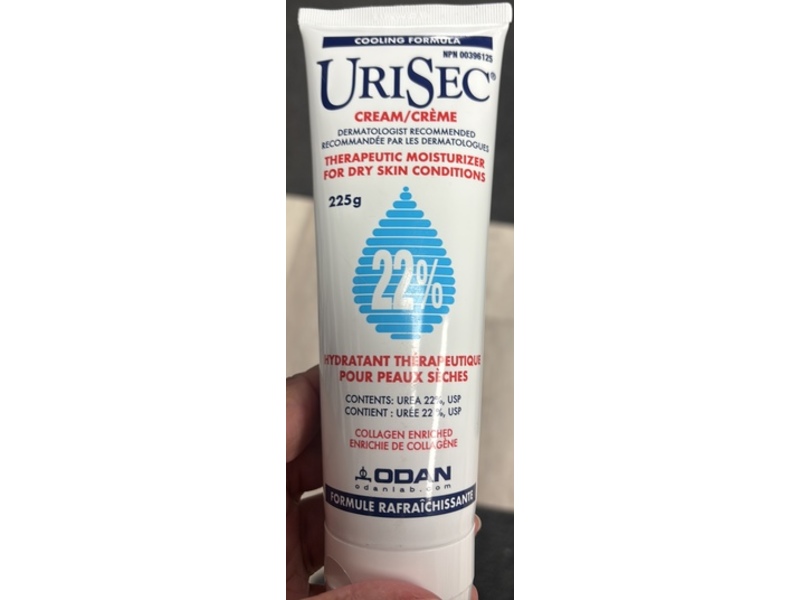 COOLING FORMULA
NPN 00396125
URISEC®
CREAM/CRÈME
DERMATOLOGIST RECOMMENDED
RECOMMANDÉE PAR LES DERMATOLOGUES
THERAPEUTIC MOISTURIZER
FOR DRY SKIN CONDITIONS
225g
22%
HYDRATANT THÉRAPEUTIQUE
POUR PEAUX SÈCHES
CONTENTS: UREA 22%, USP
CONTIENT : URÉE 22 %, USP
COLLAGEN ENRICHED
ENRICHIE DE COLLAGÈNE
ODAN
odanlab.com
FORMULE RAFRAÎCHISSANTE